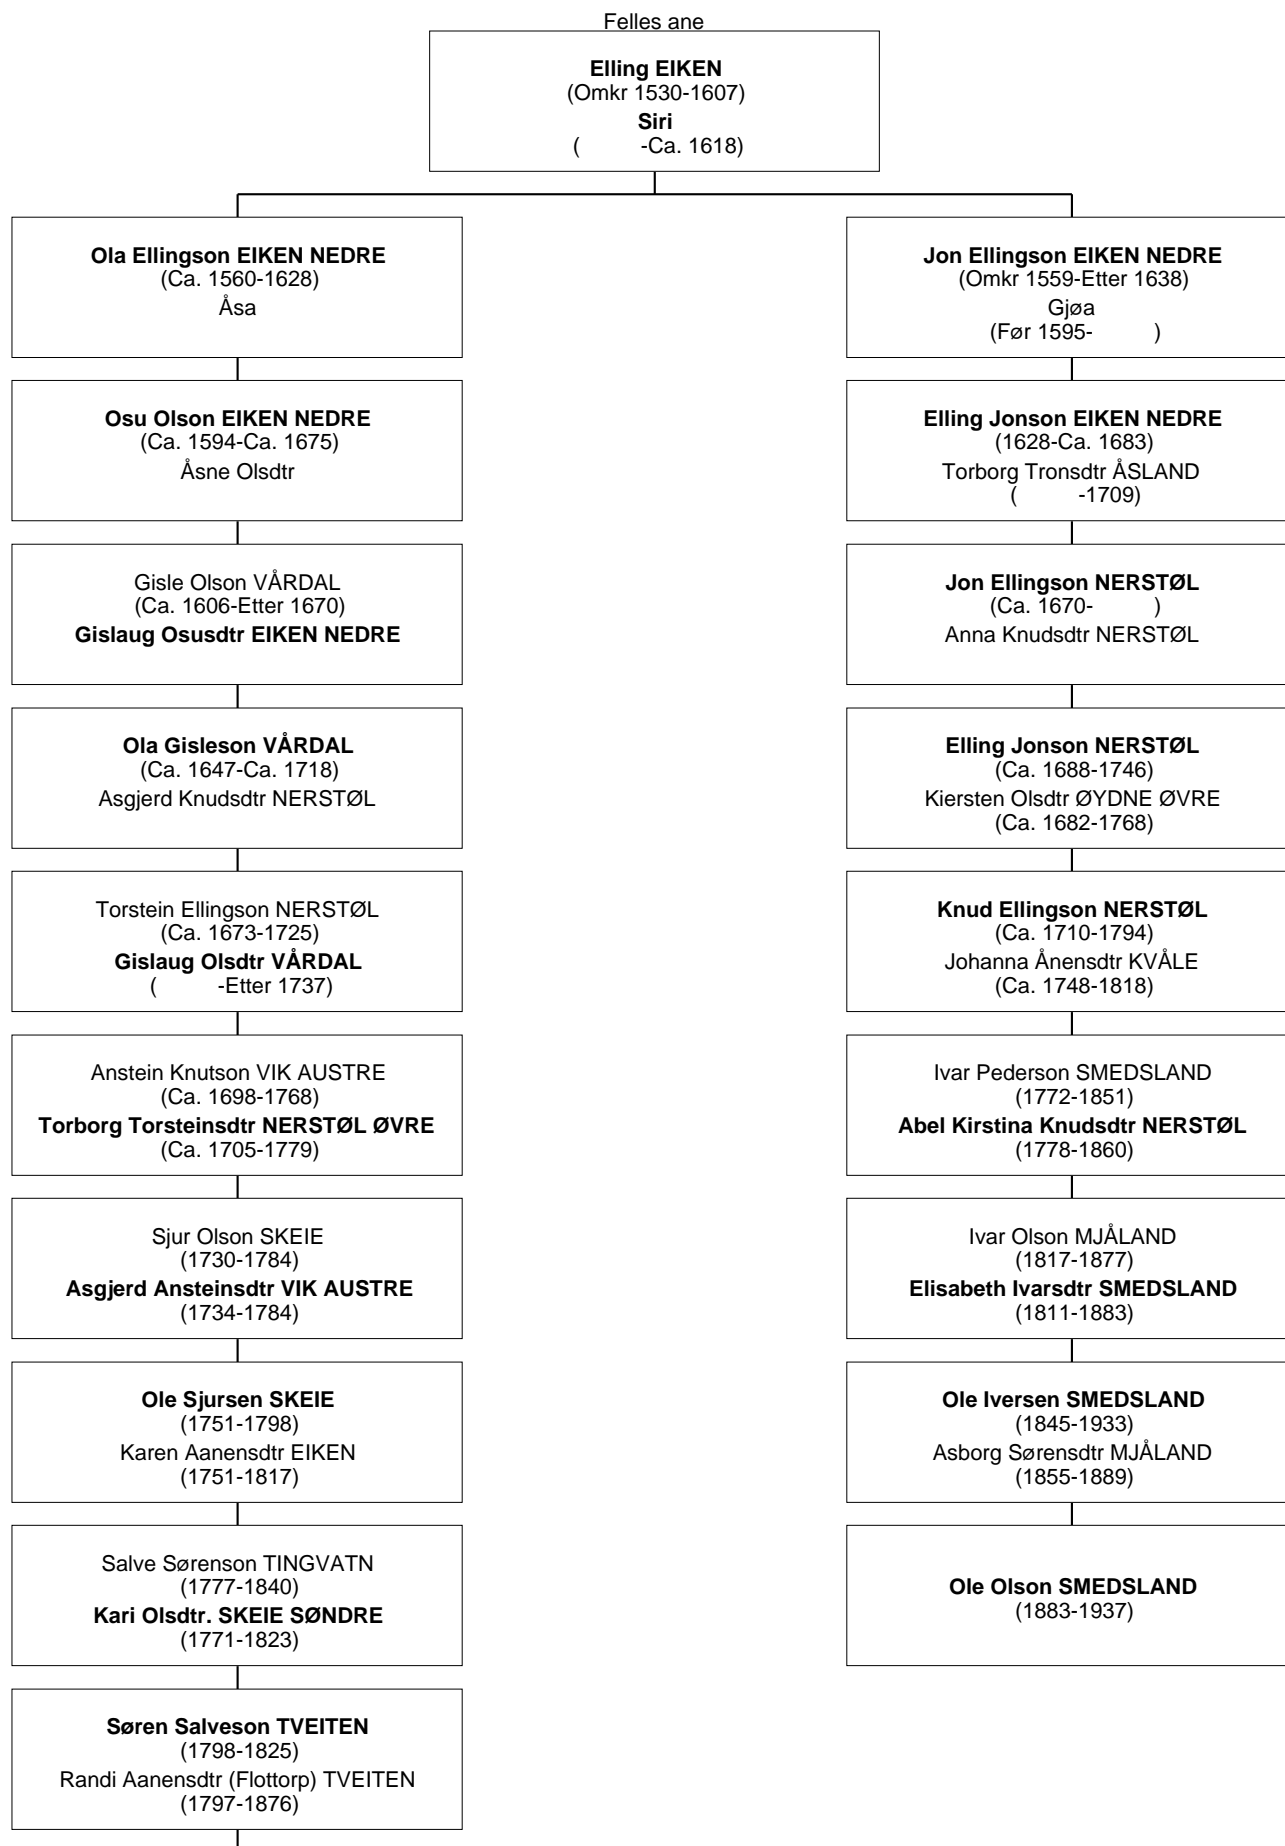 Felles ane
Elling EIKEN
(Omkr 1530-1607)
Siri
( -Ca. 1618)
Ola Ellingson EIKEN NEDRE
(Ca. 1560-1628)
Åsa
Jon Ellingson EIKEN NEDRE
(Omkr 1559-Etter 1638)
Gjøa
(Før 1595- )
Osu Olson EIKEN NEDRE
(Ca. 1594-Ca. 1675)
Åsne Olsdtr
Elling Jonson EIKEN NEDRE
(1628-Ca. 1683)
Torborg Tronsdtr ÅSLAND
( -1709)
Gisle Olson VÅRDAL
(Ca. 1606-Etter 1670)
Gislaug Osusdtr EIKEN NEDRE
Jon Ellingson NERSTØL
(Ca. 1670- )
Anna Knudsdtr NERSTØL
Ola Gisleson VÅRDAL
(Ca. 1647-Ca. 1718)
Asgjerd Knudsdtr NERSTØL
Elling Jonson NERSTØL
(Ca. 1688-1746)
Kiersten Olsdtr ØYDNE ØVRE
(Ca. 1682-1768)
Torstein Ellingson NERSTØL
(Ca. 1673-1725)
Gislaug Olsdtr VÅRDAL
( -Etter 1737)
Knud Ellingson NERSTØL
(Ca. 1710-1794)
Johanna Ånensdtr KVÅLE
(Ca. 1748-1818)
Anstein Knutson VIK AUSTRE
(Ca. 1698-1768)
Torborg Torsteinsdtr NERSTØL ØVRE
(Ca. 1705-1779)
Ivar Pederson SMEDSLAND
(1772-1851)
Abel Kirstina Knudsdtr NERSTØL
(1778-1860)
Sjur Olson SKEIE
(1730-1784)
Asgjerd Ansteinsdtr VIK AUSTRE
(1734-1784)
Ivar Olson MJÅLAND
(1817-1877)
Elisabeth Ivarsdtr SMEDSLAND
(1811-1883)
Ole Sjursen SKEIE
(1751-1798)
Karen Aanensdtr EIKEN
(1751-1817)
Ole Iversen SMEDSLAND
(1845-1933)
Asborg Sørensdtr MJÅLAND
(1855-1889)
Salve Sørenson TINGVATN
(1777-1840)
Kari Olsdtr. SKEIE SØNDRE
(1771-1823)
Ole Olson SMEDSLAND
(1883-1937)
Søren Salveson TVEITEN
(1798-1825)
Randi Aanensdtr (Flottorp) TVEITEN
(1797-1876)